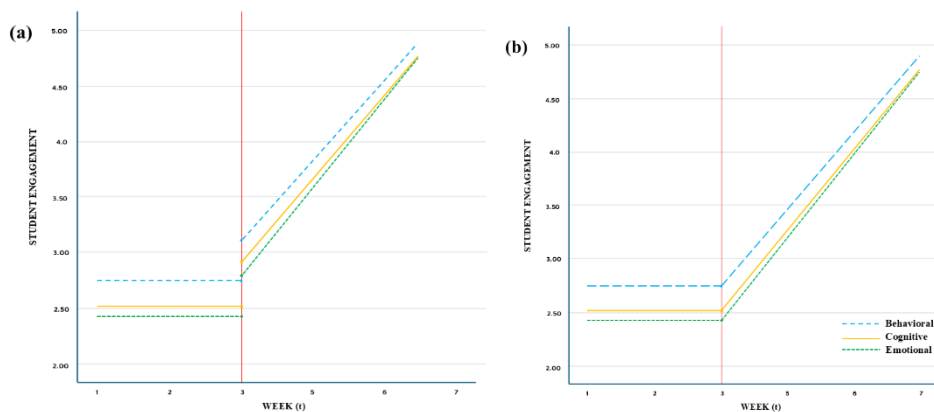 (a)
STUDENT ENGAGEMENT
5.00
4.50
4.0
3.50
3.00
2.50
2.00
1 2 3 5 6 7
WEEK (t)
(b)
STUDENT ENGAGEMENT
5.00
4.50
4.0
3.50
3.00
2.50
2.00
1 2 3 5 6 7
WEEK (t)
Behavioral
Cognitive
Emotional